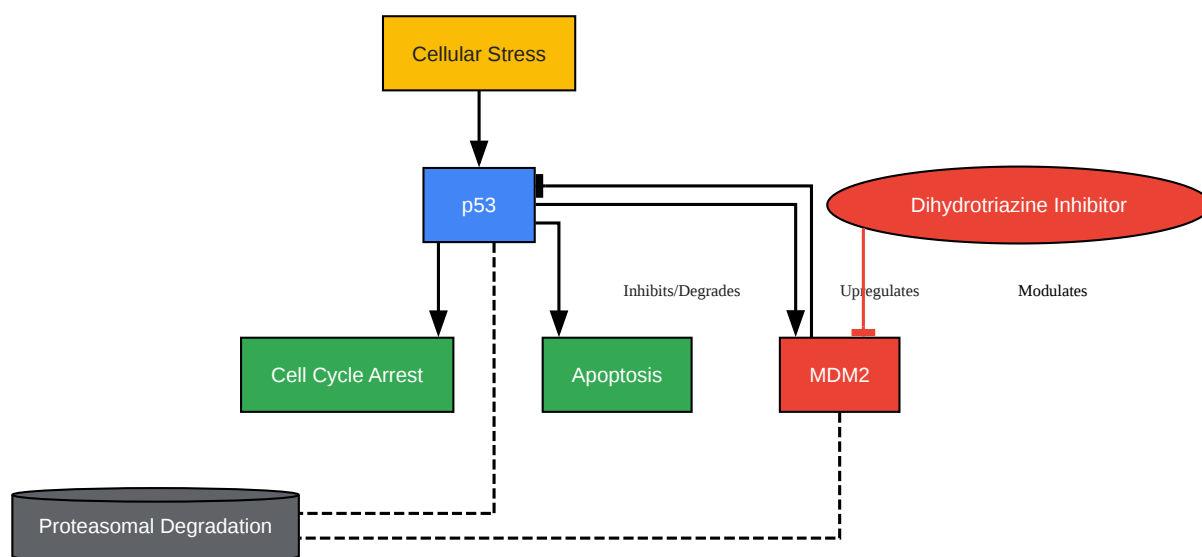 Cellular Stress
p53
Dihydrotriazine Inhibitor
Inhibits/Degrades
Upregulates
Modulates
Cell Cycle Arrest
Apoptosis
MDM2
Proteasomal Degradation